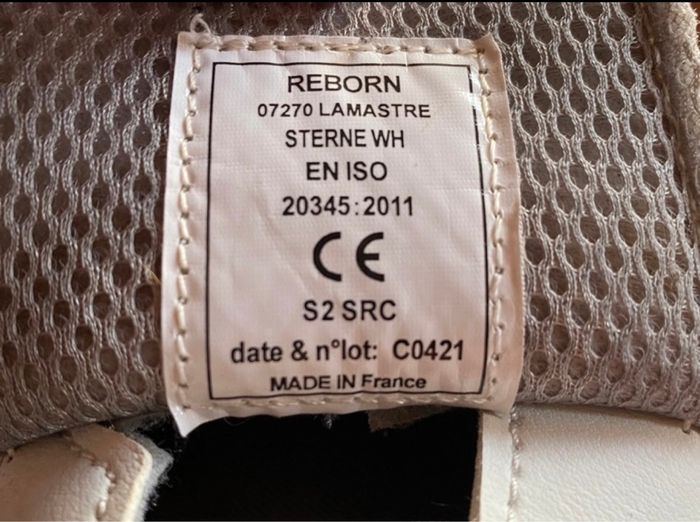 REBORN
07270 LAMASTRE
STERNE WH
EN ISO
20345:2011
CE
S2 SRC
date & n°lot: C0421
MADE IN France